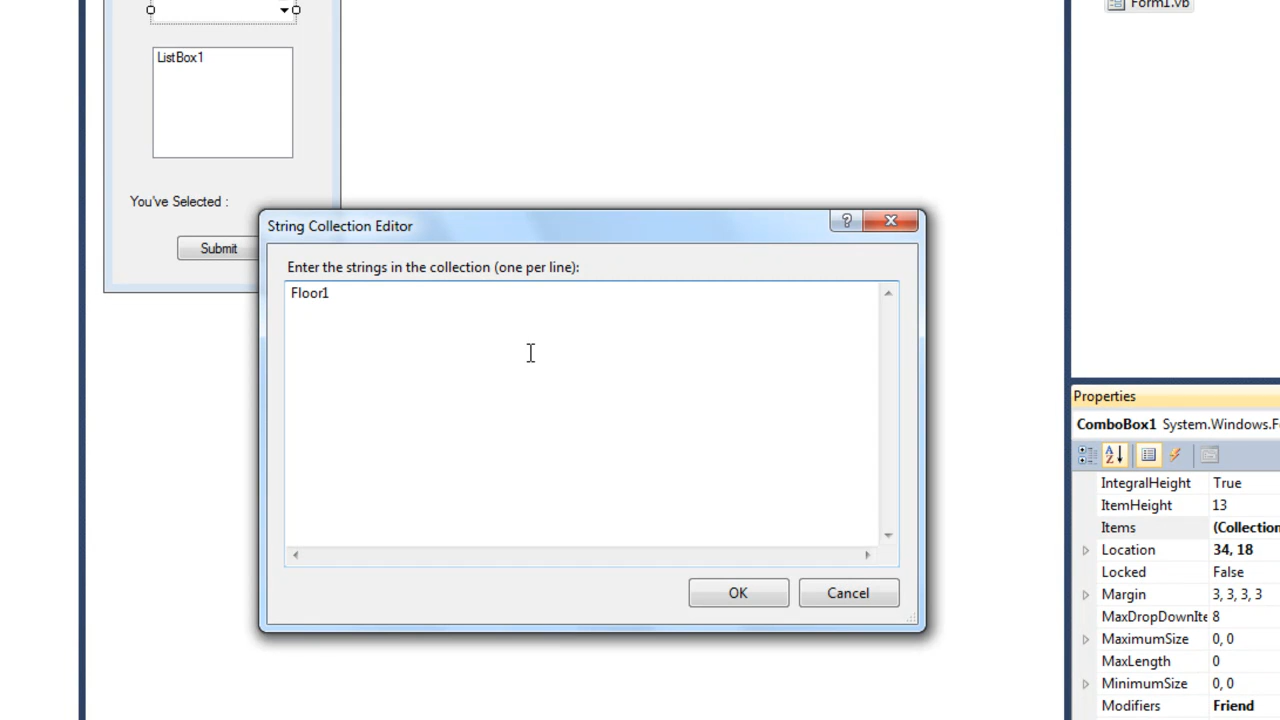 Form1.vb
ListBox1
You've Selected :
Submit
String Collection Editor
Enter the strings in the collection (one per line):
Floor1
OK
Cancel
Properties
ComboBox1 System.Windows.F
IntegralHeight True
ItemHeight 13
Items (Collection
Location 34, 18
Locked False
Margin 3, 3, 3, 3
MaxDropDownIte 8
MaximumSize 0, 0
MaxLength 0
MinimumSize 0, 0
Modifiers Friend